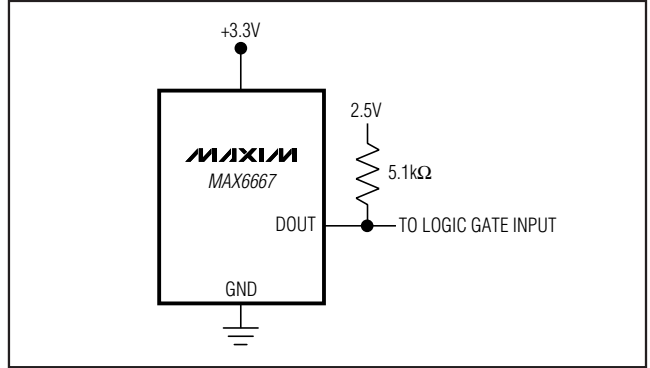 +3.3V
2.5V
MAXIM
MAX6667
5.1kΩ
DOUT
TO LOGIC GATE INPUT
GND